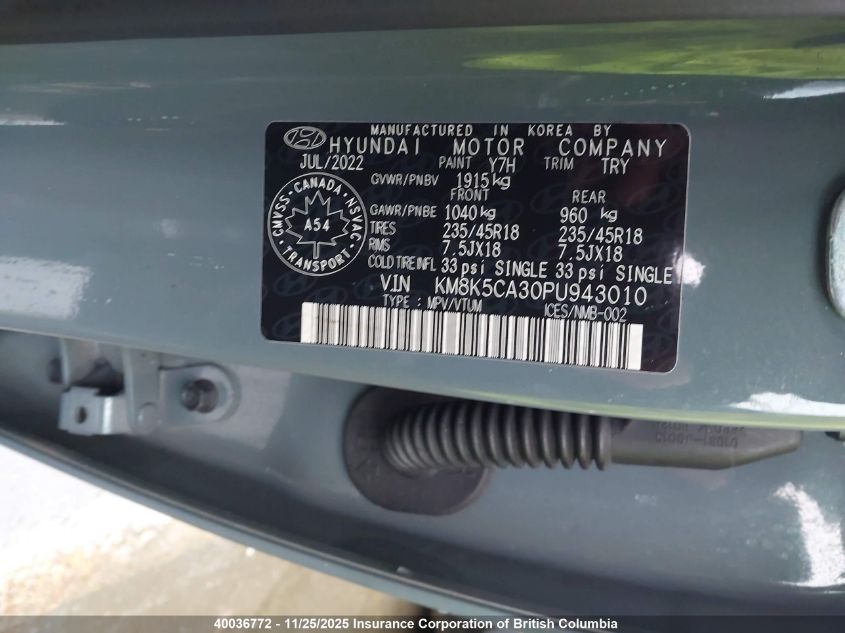 MANUFACTURED IN KOREA BY
HYUNDAI MOTOR COMPANY
JUL/2022 PAINT Y7H TRIM TRY
GVWR/PNBV 1915 kg
FRONT REAR
GAWR/PNBE 1040 kg 960 kg
TIRES 235/45R18 235/45R18
RIMS 7.5JX18 7.5JX18
COLD TIRE INFL 33 psi SINGLE 33 psi SINGLE
VIN KM8K5CA30PU943010
TYPE : MPV/VTUM ICES/NMB-002
CMVSS · CANADA · NSVAC
A54
TRANSPORT
40036772 - 11/25/2025 Insurance Corporation of British Columbia